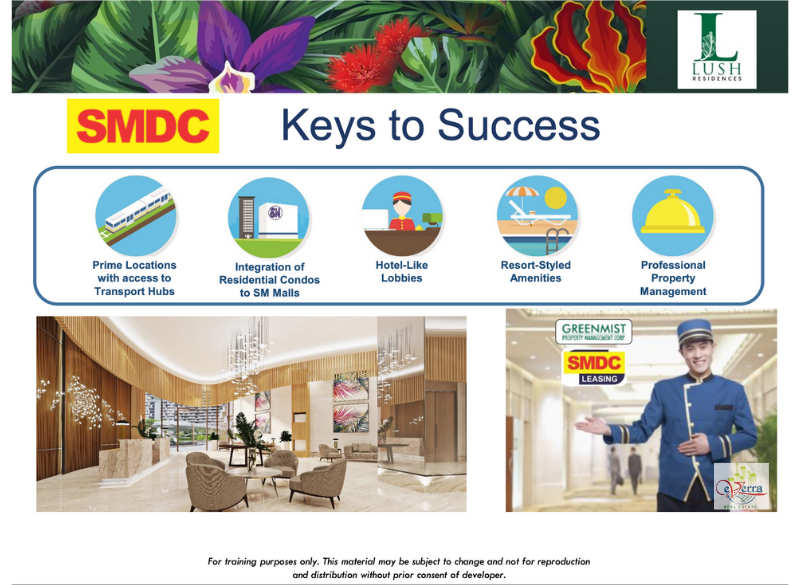 LUSH
RESIDENCES
SMDC
Keys to Success
SM
Prime Locations
with access to
Transport Hubs
Integration of
Residential Condos
to SM Malls
Hotel-Like
Lobbies
Resort-Styled
Amenities
Professional
Property
Management
GREENMIST
PROPERTY MANAGEMENT CORP.
SMDC
LEASING
REAL ESTATE
For training purposes only. This material may be subject to change and not for reproduction
and distribution without prior consent of developer.